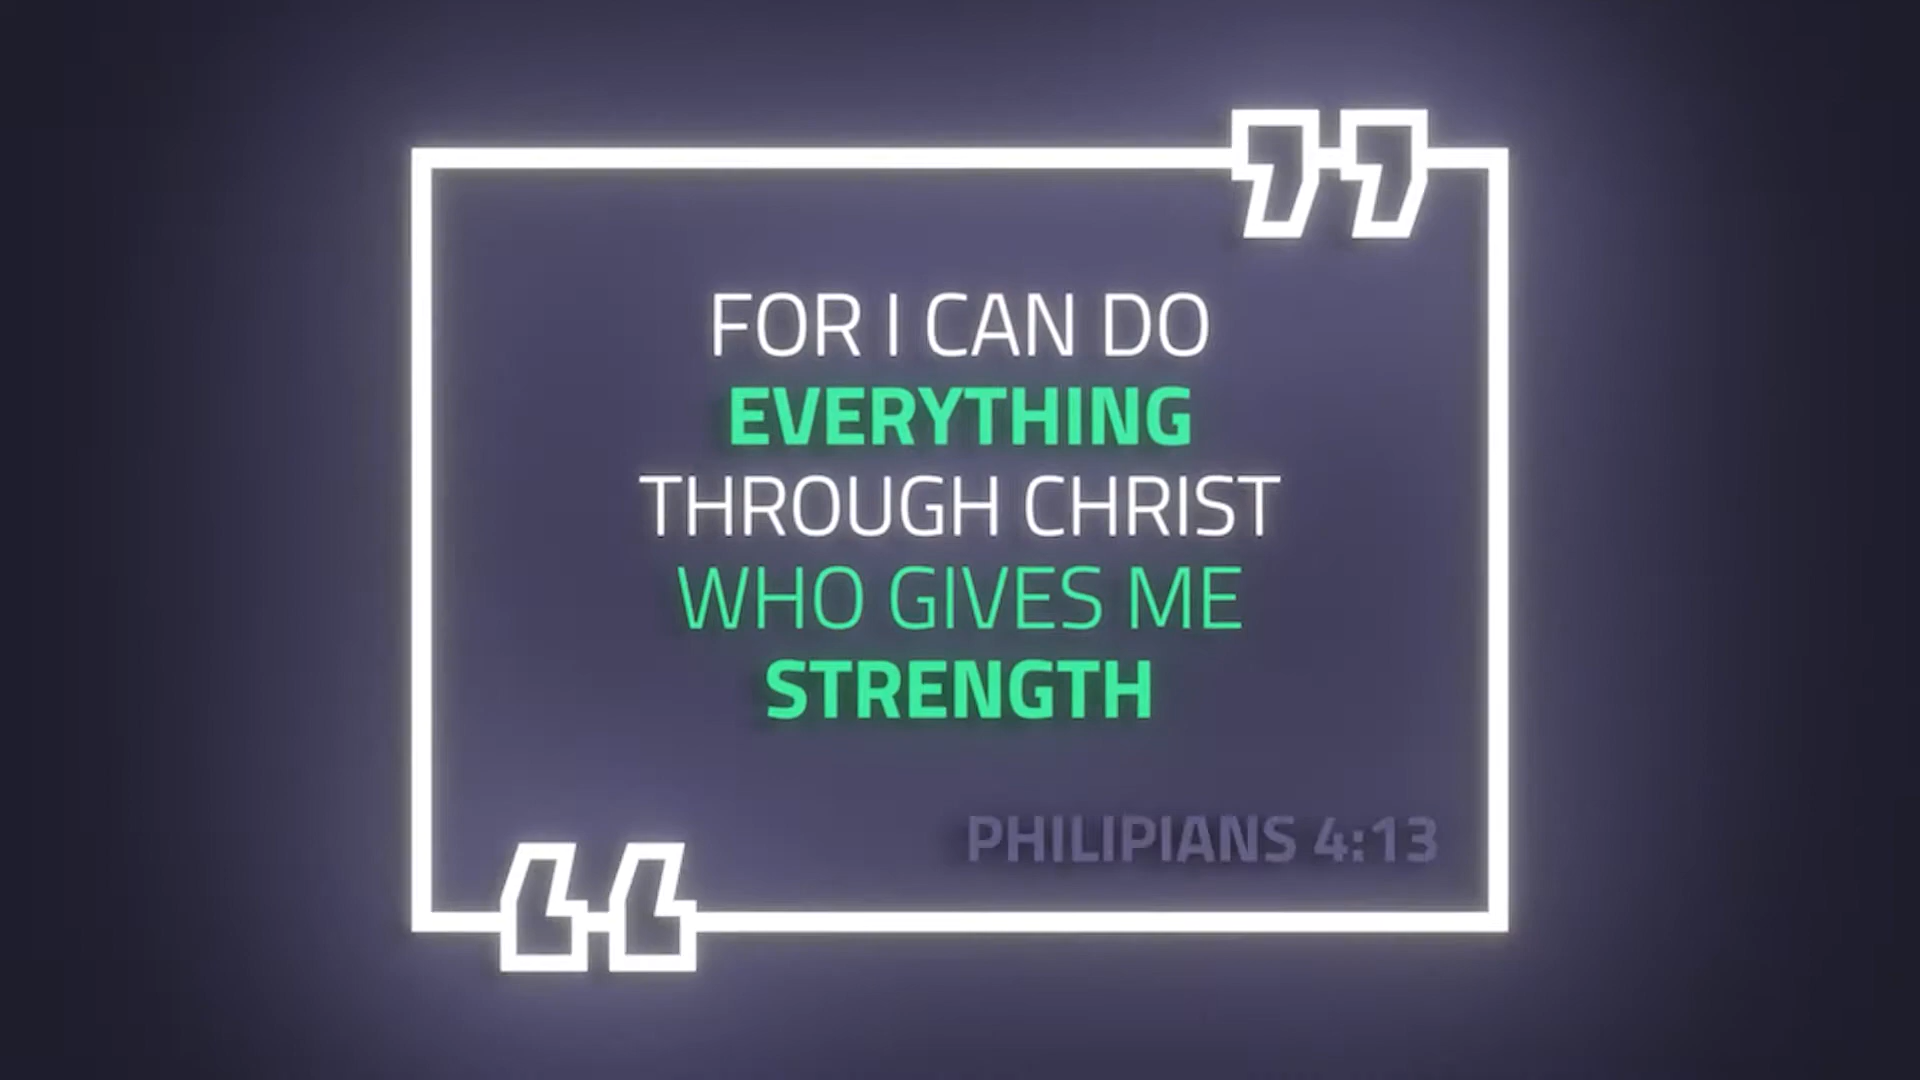 FOR I CAN DO
EVERYTHING
THROUGH CHRIST
WHO GIVES ME
STRENGTH
PHILIPIANS 4:13